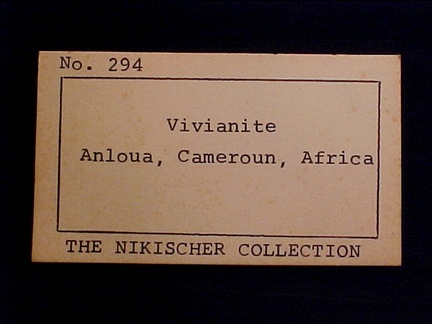 No. 294
Vivianite
Anloua, Cameroun, Africa
THE NIKISCHER COLLECTION